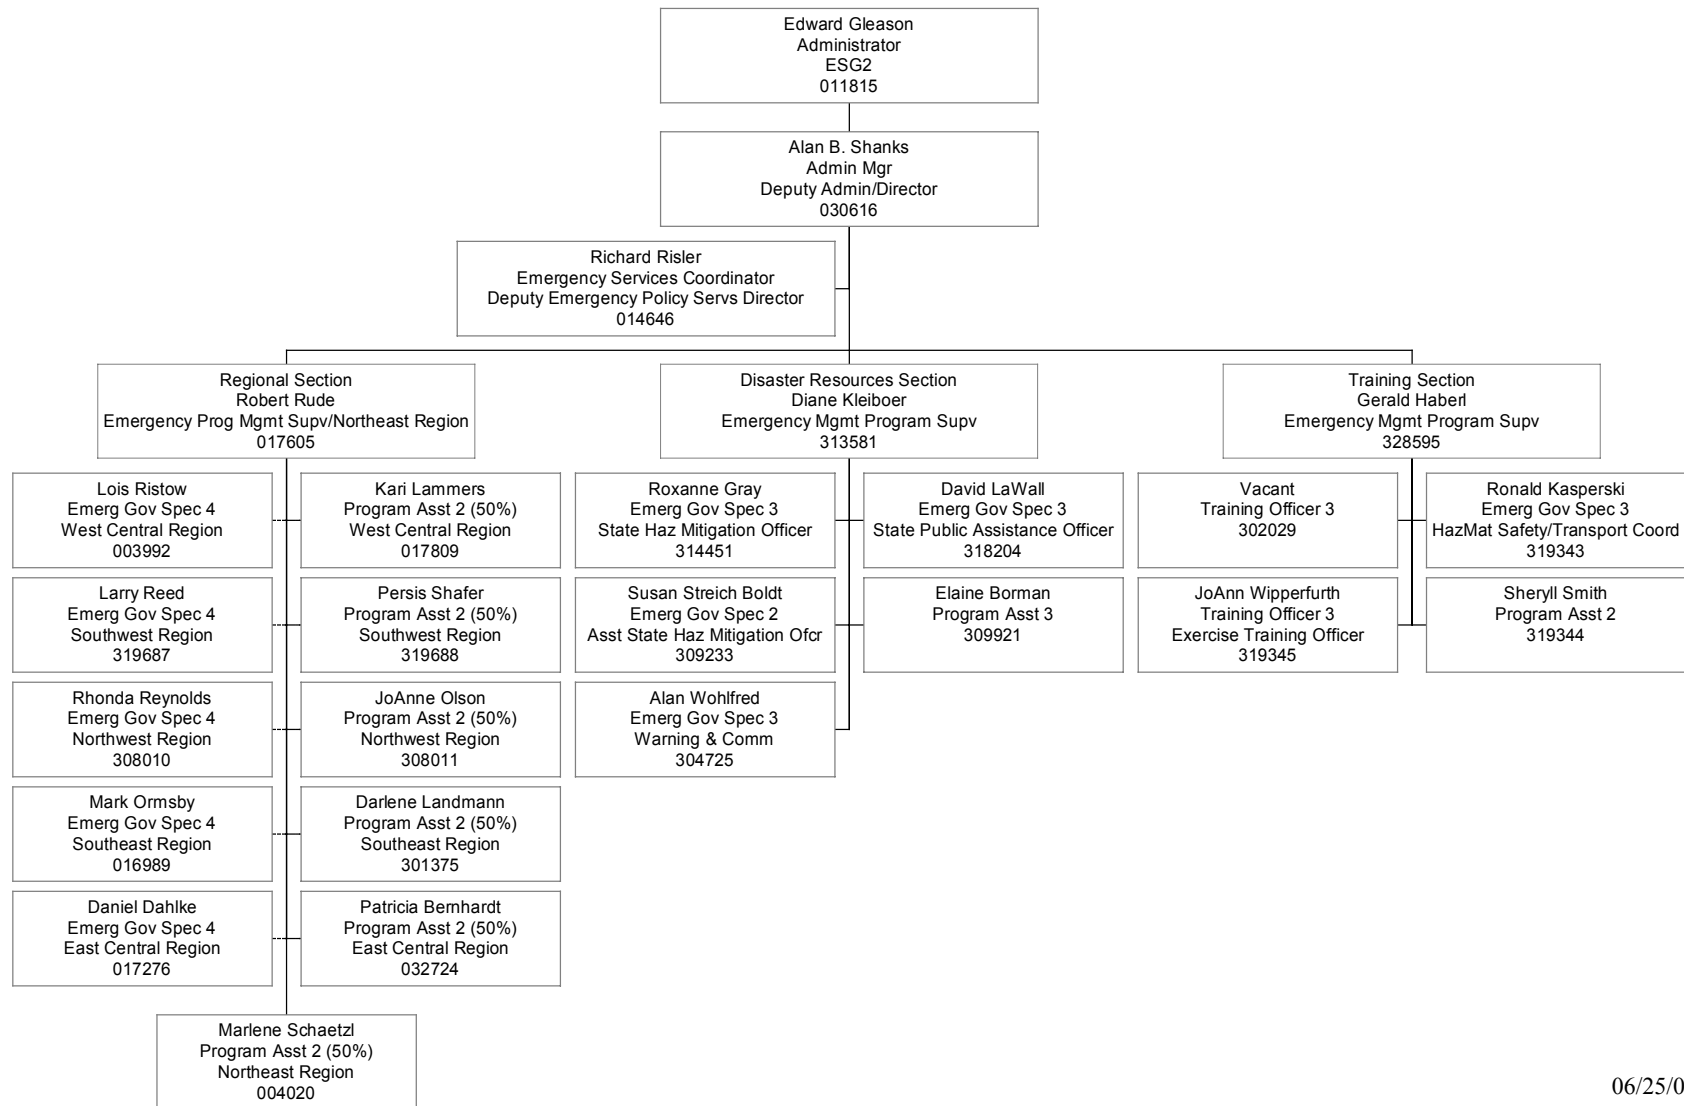 Edward Gleason
Administrator
ESG2
011815
Alan B. Shanks
Admin Mgr
Deputy Admin/Director
030616
Richard Risler
Emergency Services Coordinator
Deputy Emergency Policy Servs Director
014646
Regional Section
Robert Rude
Emergency Prog Mgmt Supv/Northeast Region
017605
Disaster Resources Section
Diane Kleiboer
Emergency Mgmt Program Supv
313581
Training Section
Gerald Haberl
Emergency Mgmt Program Supv
328595
Lois Ristow
Emerg Gov Spec 4
West Central Region
003992
Kari Lammers
Program Asst 2 (50%)
West Central Region
017809
Roxanne Gray
Emerg Gov Spec 3
State Haz Mitigation Officer
314451
David LaWall
Emerg Gov Spec 3
State Public Assistance Officer
318204
Vacant
Training Officer 3
302029
Ronald Kasperski
Emerg Gov Spec 3
HazMat Safety/Transport Coord
319343
Larry Reed
Emerg Gov Spec 4
Southwest Region
319687
Persis Shafer
Program Asst 2 (50%)
Southwest Region
319688
Susan Streich Boldt
Emerg Gov Spec 2
Asst State Haz Mitigation Ofcr
309233
Elaine Borman
Program Asst 3
309921
JoAnn Wipperfurth
Training Officer 3
Exercise Training Officer
319345
Sheryll Smith
Program Asst 2
319344
Rhonda Reynolds
Emerg Gov Spec 4
Northwest Region
308010
JoAnne Olson
Program Asst 2 (50%)
Northwest Region
308011
Alan Wohlfred
Emerg Gov Spec 3
Warning & Comm
304725
Mark Ormsby
Emerg Gov Spec 4
Southeast Region
016989
Darlene Landmann
Program Asst 2 (50%)
Southeast Region
301375
Daniel Dahlke
Emerg Gov Spec 4
East Central Region
017276
Patricia Bernhardt
Program Asst 2 (50%)
East Central Region
032724
Marlene Schaetzl
Program Asst 2 (50%)
Northeast Region
004020